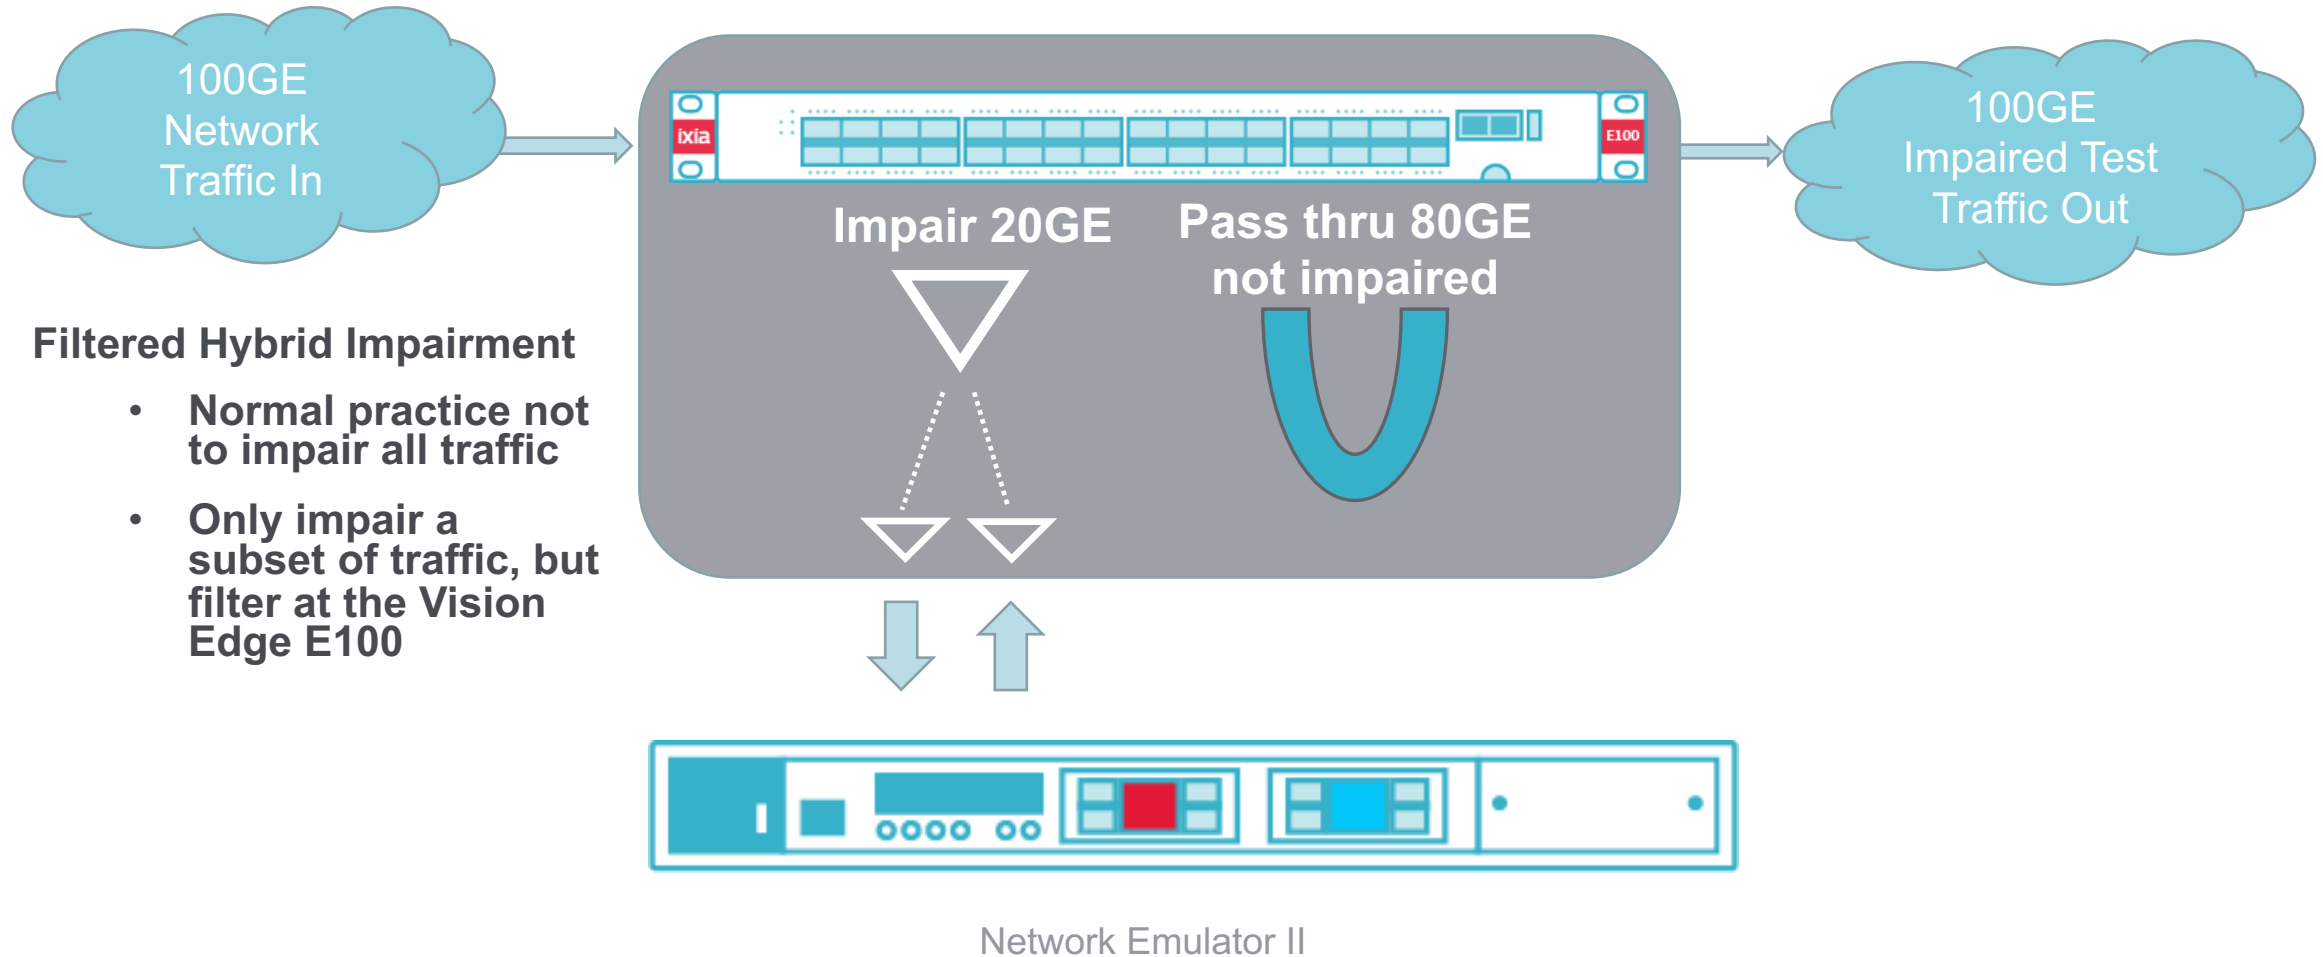 100GE
Network
Traffic In
ixia
E100
Impair 20GE
Pass thru 80GE
not impaired
100GE
Impaired Test
Traffic Out
Filtered Hybrid Impairment
• Normal practice not
to impair all traffic
• Only impair a
subset of traffic, but
filter at the Vision
Edge E100
Network Emulator II